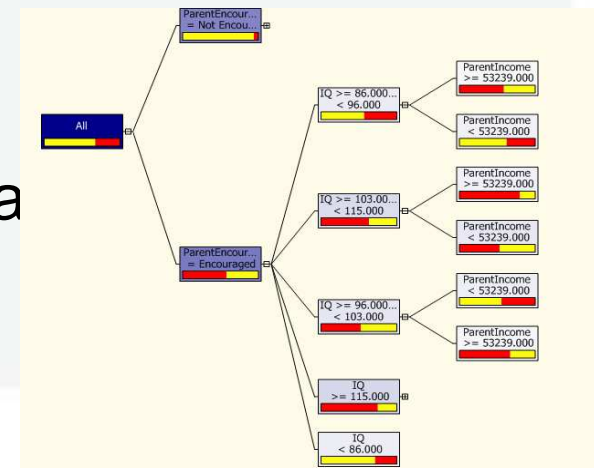 ParentEncour...
= Not Encou...
All
a
ParentEncour...
= Encouraged
IQ >= 86.000...
< 96.000
ParentIncome
>= 53239.000
ParentIncome
< 53239.000
IQ >= 103.00...
< 115.000
ParentIncome
>= 53239.000
ParentIncome
< 53239.000
IQ >= 96.000...
< 103.000
ParentIncome
< 53239.000
ParentIncome
>= 53239.000
IQ
>= 115.000
IQ
< 86.000